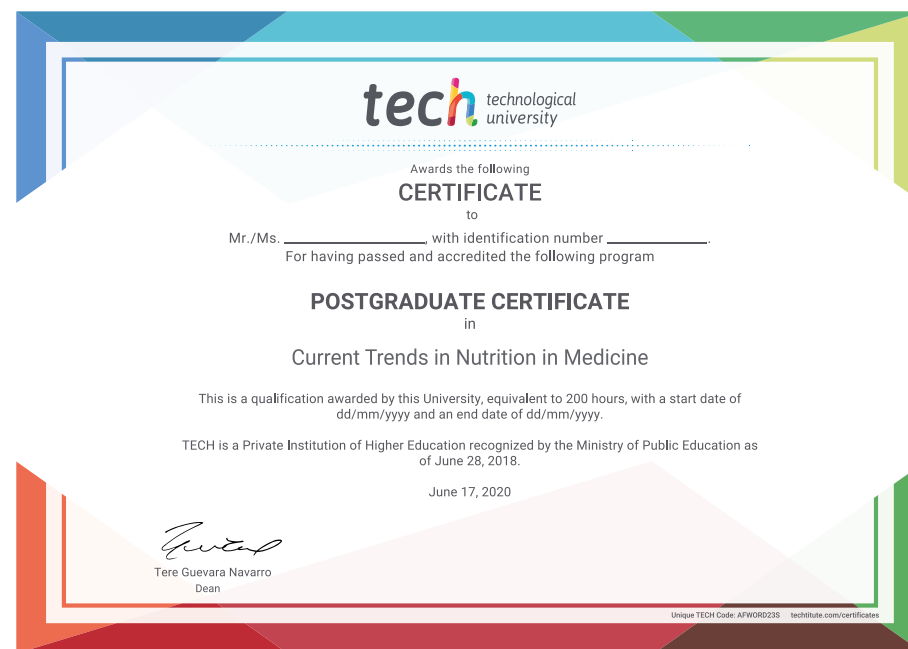 tech technological
university
Awards the following
CERTIFICATE
to
Mr./Ms. ____________________, with identification number ______________.
For having passed and accredited the following program
POSTGRADUATE CERTIFICATE
in
Current Trends in Nutrition in Medicine
This is a qualification awarded by this University, equivalent to 200 hours, with a start date of
dd/mm/yyyy and an end date of dd/mm/yyyy.
TECH is a Private Institution of Higher Education recognized by the Ministry of Public Education as
of June 28, 2018.
June 17, 2020
Tere Guevara Navarro
Dean
Unique TECH Code: AFWORD23S techtitute.com/certificates